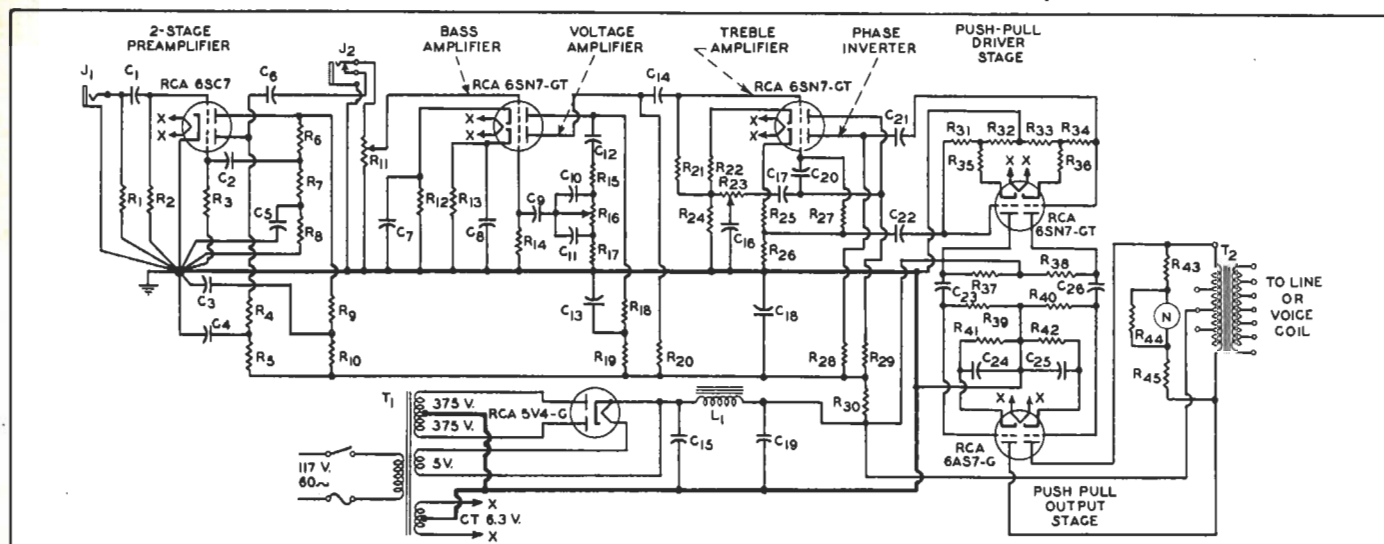 2-STAGE
PREAMPLIFIER
BASS
AMPLIFIER
VOLTAGE
AMPLIFIER
TREBLE
AMPLIFIER
PHASE
INVERTER
PUSH-PULL
DRIVER
STAGE
J1
C1
RCA 6SC7
C6
J2
RCA 6SN7-GT
C14
RCA 6SN7-GT
C21
R31
R32
R33
R34
R35
R36
X
X
X
X
X
X
X
X
R6
C2
R7
C5
R8
R1
R2
R3
R11
C7
R12
R13
C8
R14
C9
C10
C11
C12
R15
R16
R17
R21
R22
R23
R24
C16
C17
R25
C20
R27
R26
C22
RCA
6SN7-GT
C3
C4
R4
R5
R9
R10
C13
R18
R19
R20
C18
R28
R29
R30
R37
R38
C23
C26
R39
R40
R41
R42
C24
C25
X
X
RCA
6AS7-G
PUSH PULL
OUTPUT
STAGE
R43
N
R44
R45
T2
TO LINE
OR
VOICE
COIL
T1
375 V.
375 V.
5V.
CT 6.3 V.
X
X
RCA 5V4-G
L1
C15
C19
117 V.
60~